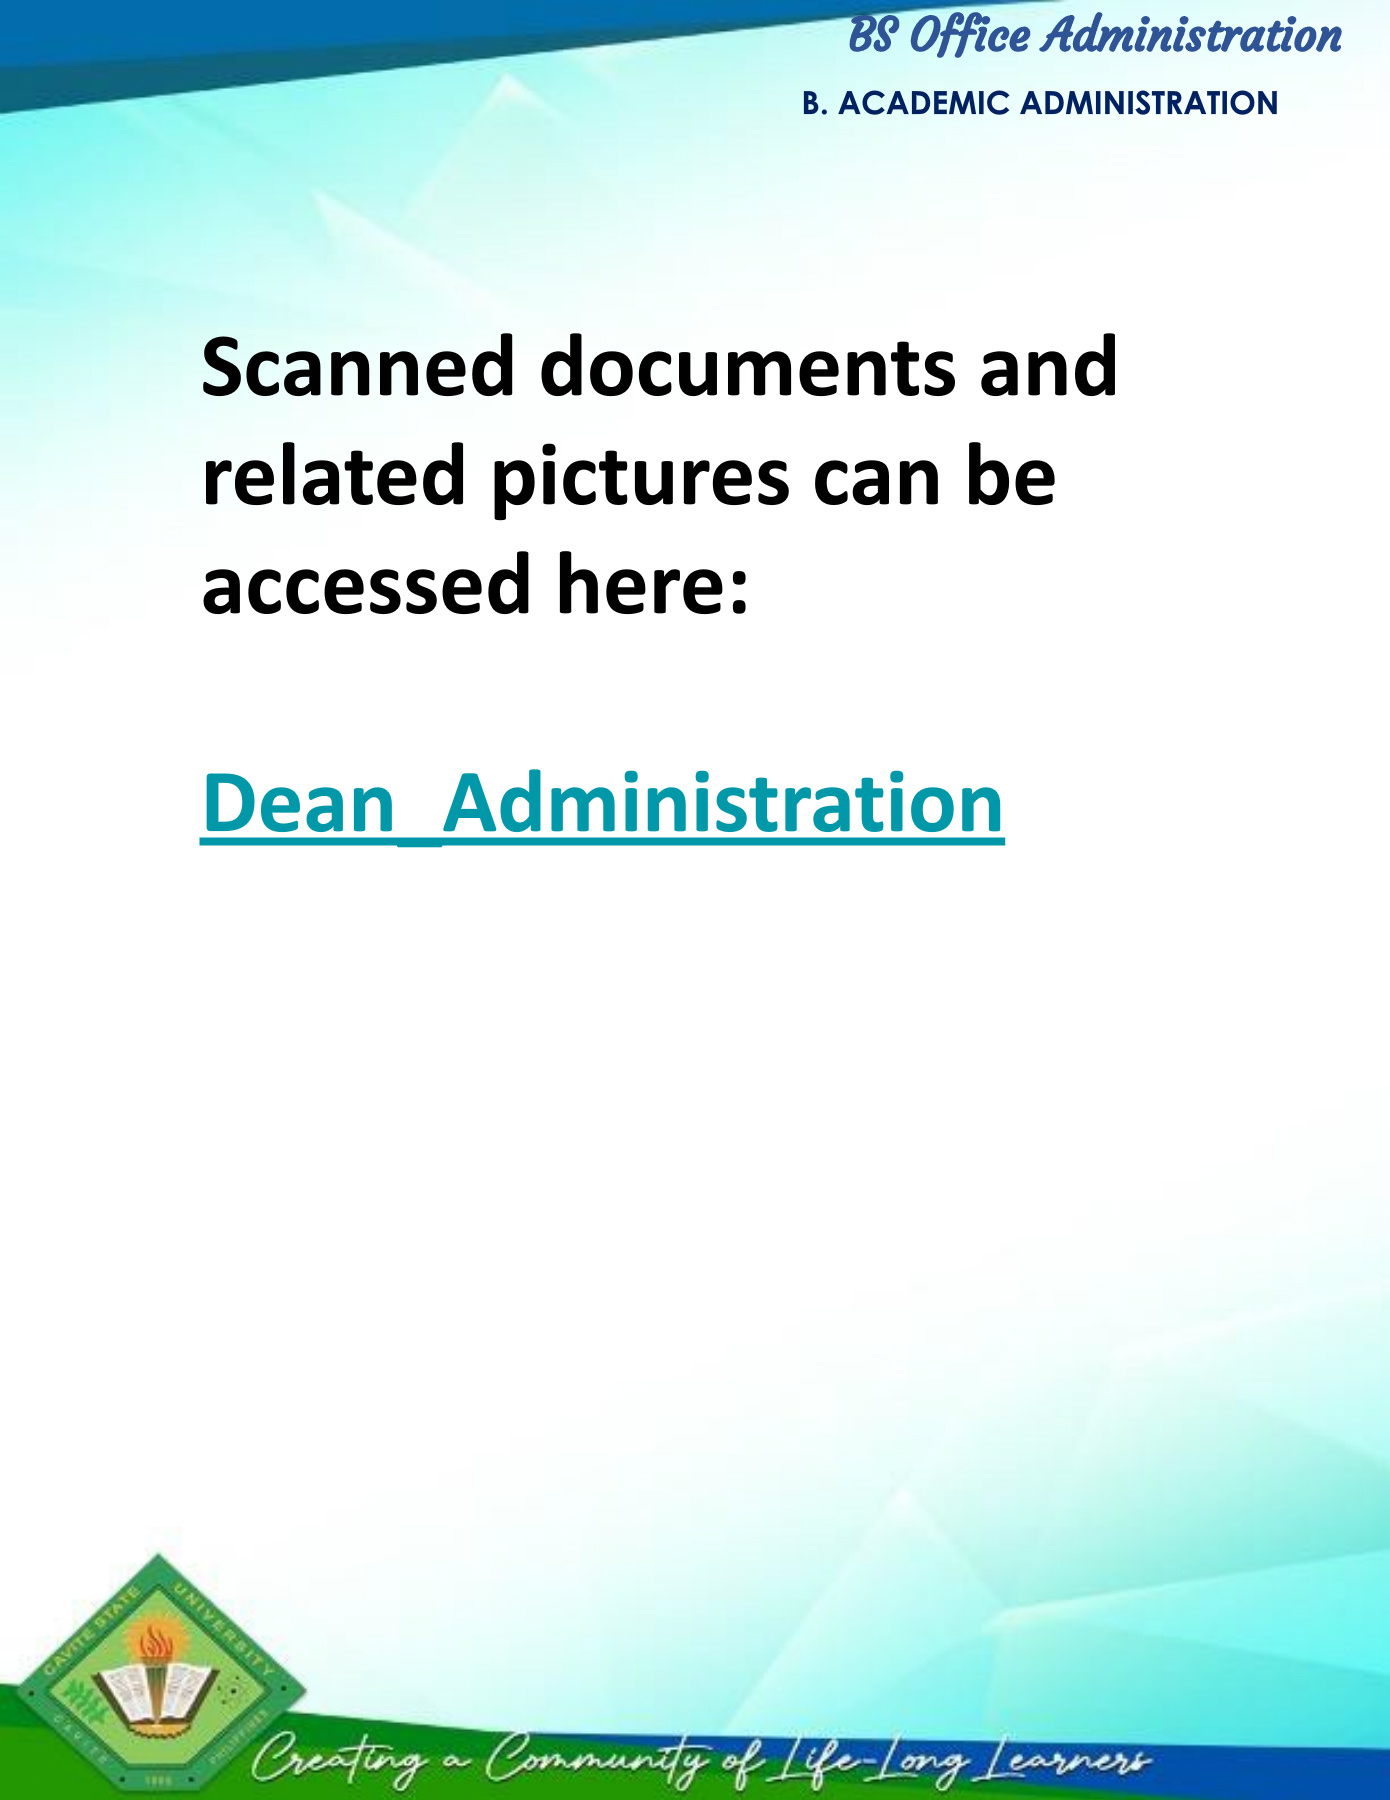 BS Office Administration
B. ACADEMIC ADMINISTRATION
Scanned documents and
related pictures can be
accessed here:
Dean_Administration
CAVITE STATE UNIVERSITY
CAVITE
PHILIPPINES
Creating a Community of Life-Long Learners